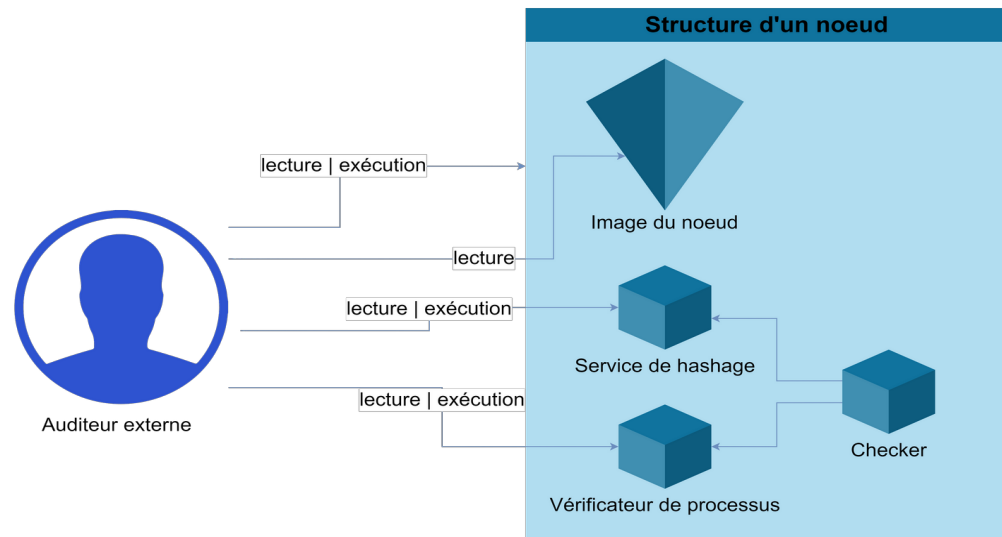 Structure d'un noeud
lecture | exécution
Image du noeud
lecture
lecture | exécution
Service de hashage
lecture | exécution
Auditeur externe
Checker
Vérificateur de processus